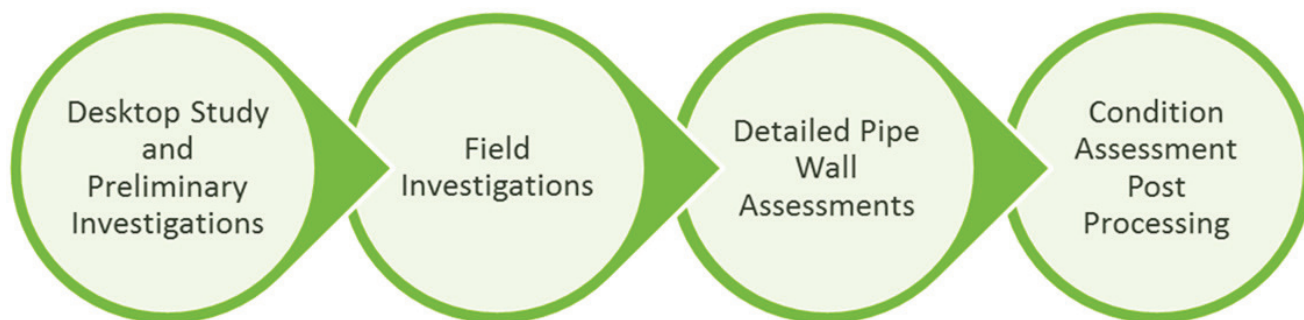 Desktop Study
and
Preliminary
Investigations
Field
Investigations
Detailed Pipe
Wall
Assessments
Condition
Assessment
Post
Processing